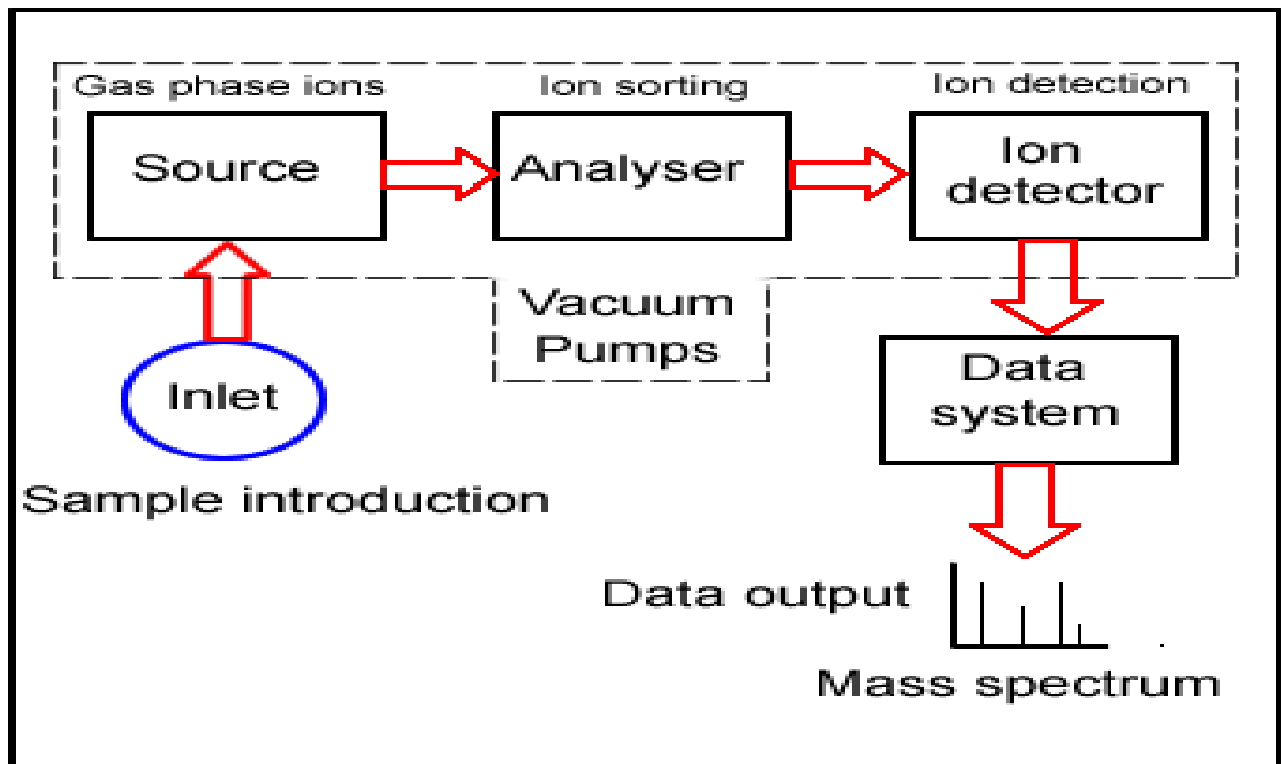 Gas phase ions
Ion sorting
Ion detection
Source
Analyser
Ion
detector
Vacuum
Pumps
Inlet
Data
system
Sample introduction
Data output
Mass spectrum